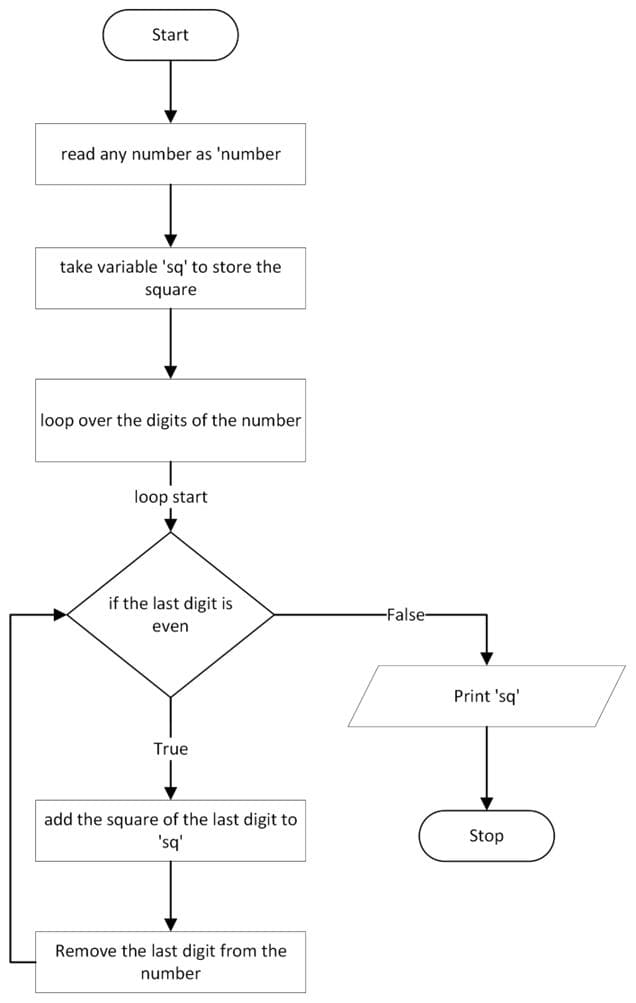 Start
read any number as 'number
take variable 'sq' to store the
square
loop over the digits of the number
loop start
if the last digit is
even
False
Print 'sq'
Stop
True
add the square of the last digit to
'sq'
Remove the last digit from the
number